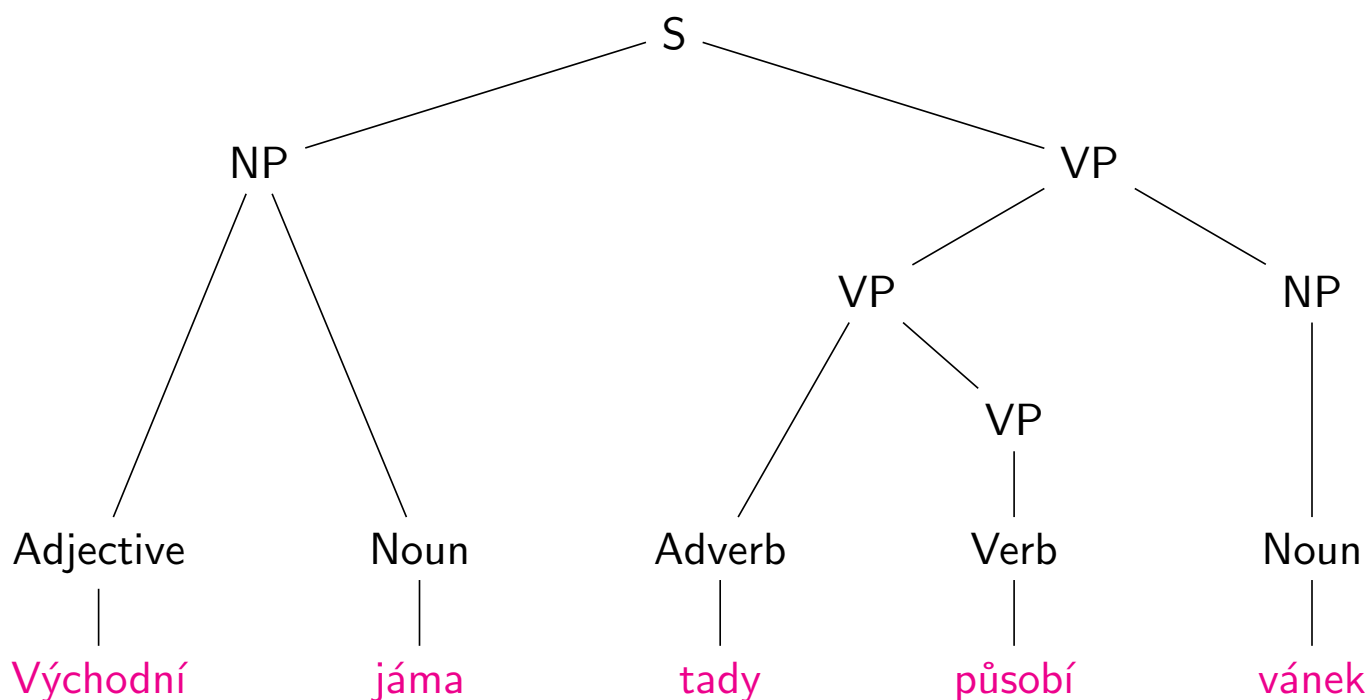 S
NP VP
VP NP
VP
Adjective Noun Adverb Verb Noun
Východní jáma tady působí vánek